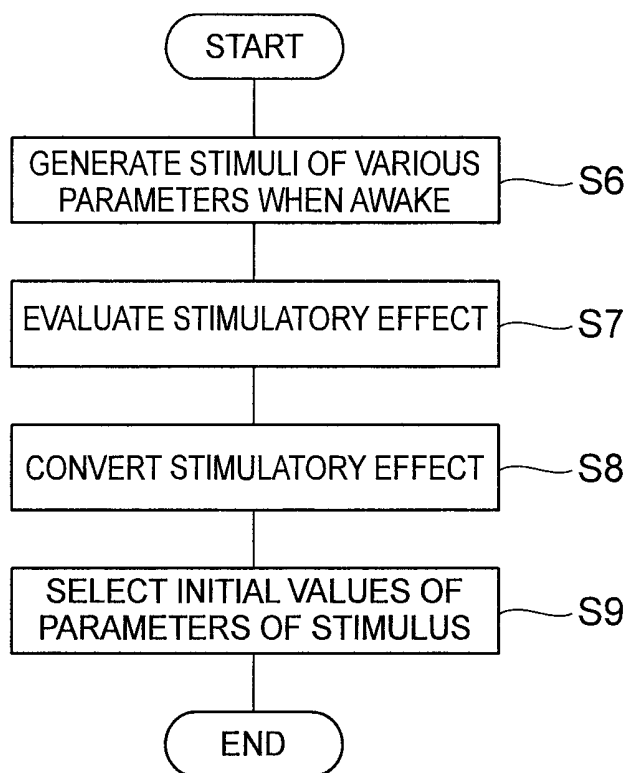 START
GENERATE STIMULI OF VARIOUS
PARAMETERS WHEN AWAKE
S6
EVALUATE STIMULATORY EFFECT
S7
CONVERT STIMULATORY EFFECT
S8
SELECT INITIAL VALUES OF
PARAMETERS OF STIMULUS
S9
END